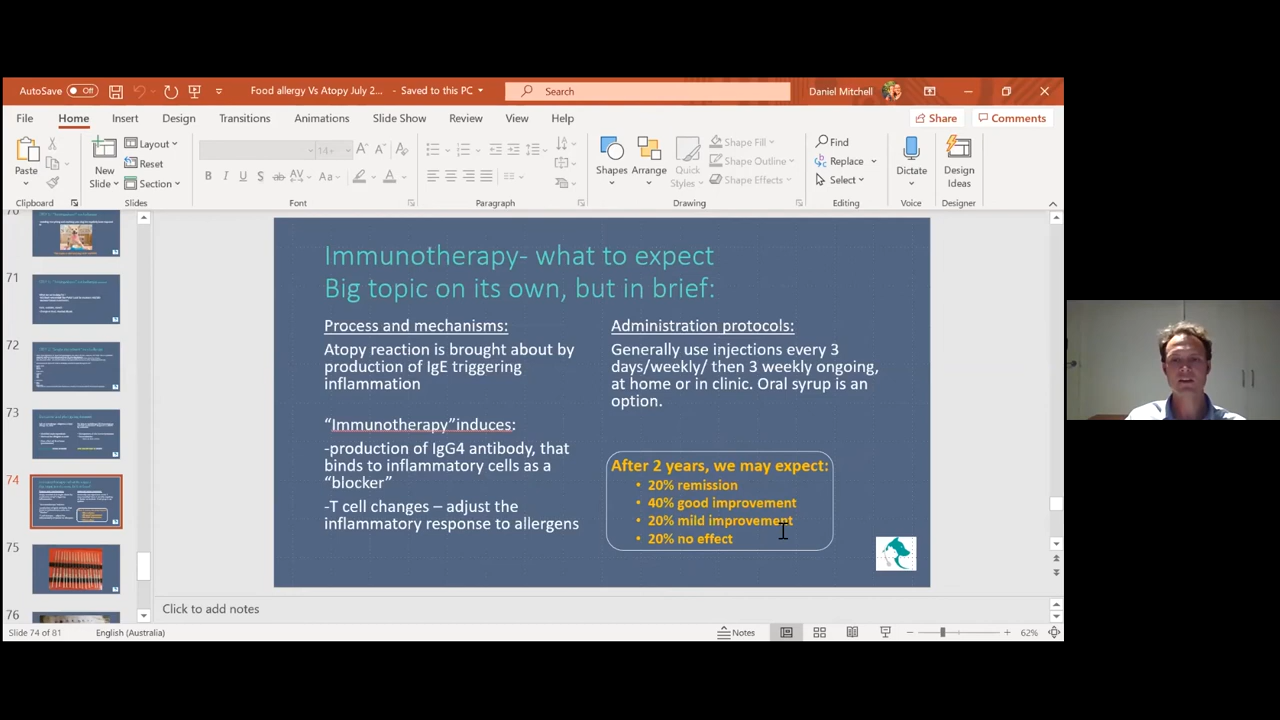 AutoSave Off
Food allergy Vs Atopy July 2... - Saved to this PC
Search
Daniel Mitchell
File Home Insert Design Transitions Animations Slide Show Review View Help
Share Comments
Paste
New
Slide
Layout
Reset
Section
14+
B I U S ab AV Aa A
Shapes
Arrange
Quick
Styles
Shape Fill
Shape Outline
Shape Effects
Find
Replace
Select
Dictate
Design
Ideas
Clipboard Slides Font Paragraph Drawing Editing Voice Designer
70
71
72
73
74
75
76
Immunotherapy- what to expect
Big topic on its own, but in brief:
Process and mechanisms:
Atopy reaction is brought about by
production of IgE triggering
inflammation
“Immunotherapy”induces:
-production of IgG4 antibody, that
binds to inflammatory cells as a
“blocker”
-T cell changes – adjust the
inflammatory response to allergens
Administration protocols:
Generally use injections every 3
days/weekly/ then 3 weekly ongoing,
at home or in clinic. Oral syrup is an
option.
After 2 years, we may expect:
• 20% remission
• 40% good improvement
• 20% mild improvement
• 20% no effect
Click to add notes
Slide 74 of 81
English (Australia)
Notes
62%